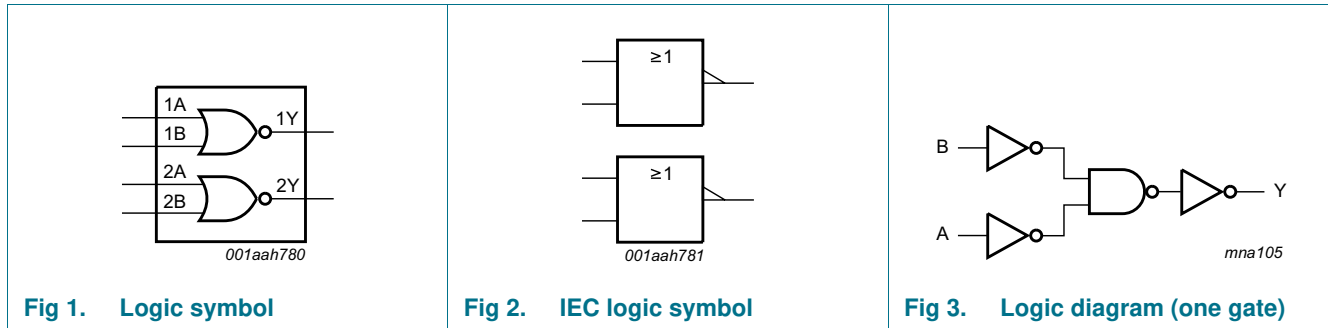 1A
1B
1Y
2A
2B
2Y
001aah780
Fig 1. Logic symbol
≥1
≥1
001aah781
Fig 2. IEC logic symbol
B
A
Y
mna105
Fig 3. Logic diagram (one gate)